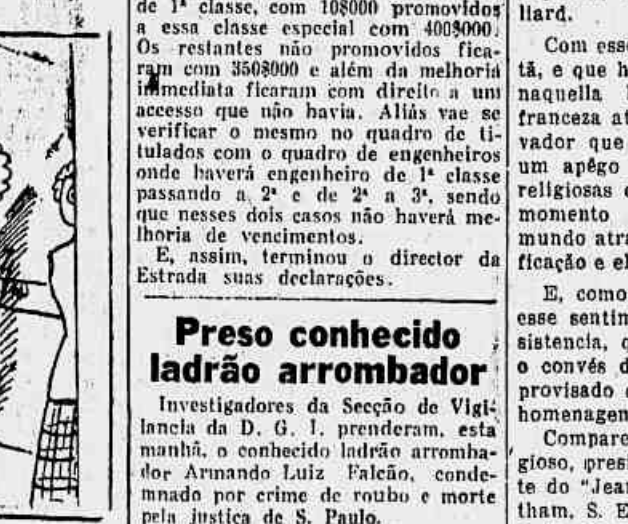 de 1ª classe, com 10$000 promovidos
a essa classe especial com 400$000.
Os restantes não promovidos fica-
ram com 350$000 e além da melhoria
immediata ficaram com direito a um
accesso que não havia. Aliás vae se
verificar o mesmo no quadro de ti-
tulados com o quadro de engenheiros
onde haverá engenheiro de 1ª classe
passando a 2ª e de 2ª a 3ª, sendo
que nesses dois casos não haverá me-
lhoria de vencimentos.
E, assim, terminou o director da
Estrada suas declarações.
Preso conhecido
ladrão arrombador
Investigadores da Secção de Vigi-
lancia da D. G. I. prenderam, esta
manhã, o conhecido ladrão arromba-
dor Armando Luiz Falcão, conde-
mnado por crime de roubo e morte
pela justiça de S. Paulo.
llard.
Com ess
tã, e que h
naquella
franceza at
vador que
um apêgo
religiosas
momento
mundo atra
ficação e el
E, como
esse sentin
sistencia,
o convés d
provisado
homenagen
Compare
gioso, presi
te do "Jean
tham, S. E